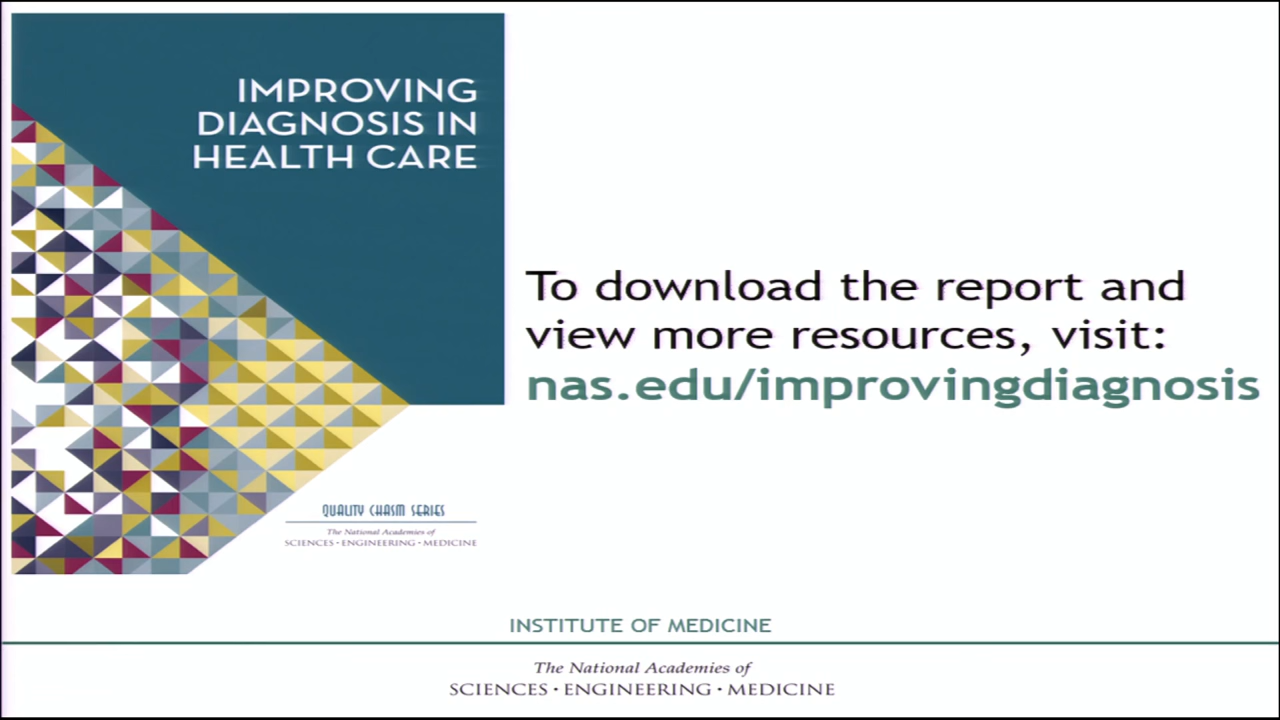 IMPROVING
DIAGNOSIS IN
HEALTH CARE
To download the report and
view more resources, visit:
nas.edu/improvingdiagnosis
QUALITY CHASM SERIES
The National Academies of
SCIENCES • ENGINEERING • MEDICINE
INSTITUTE OF MEDICINE
The National Academies of
SCIENCES • ENGINEERING • MEDICINE